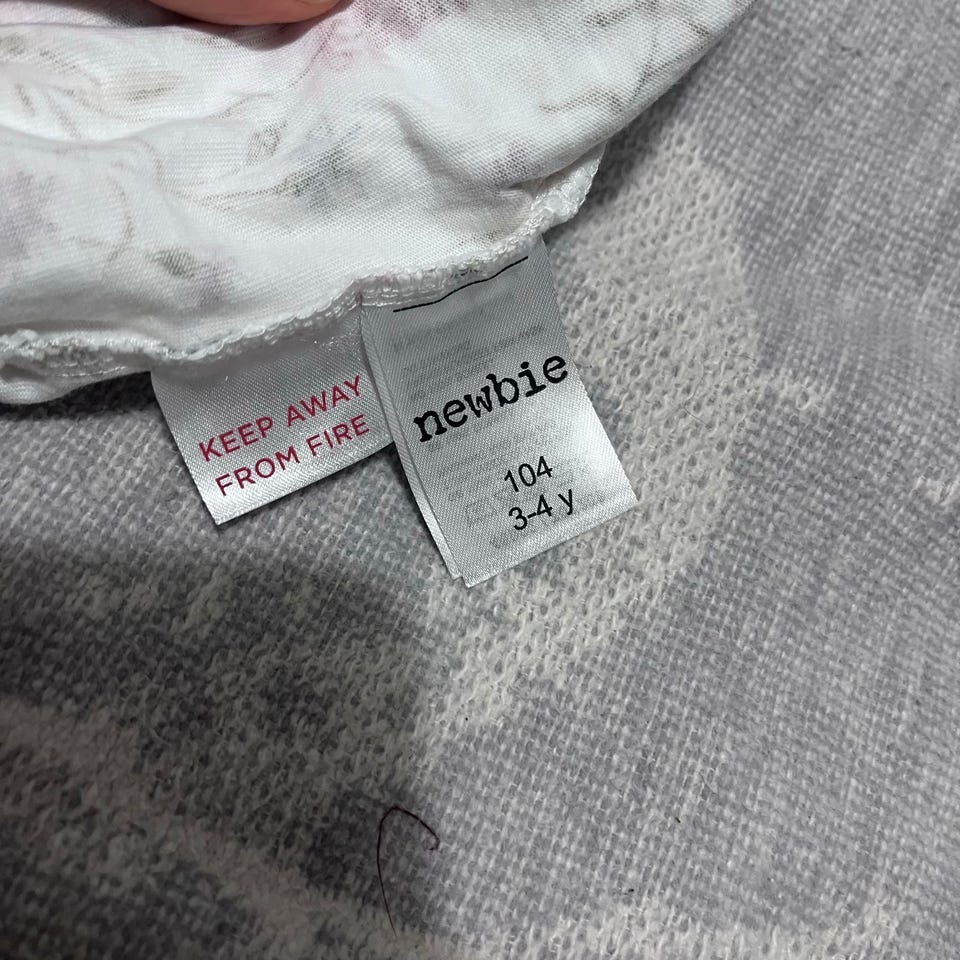 KEEP AWAY
FROM FIRE
newbie
104
3-4 y